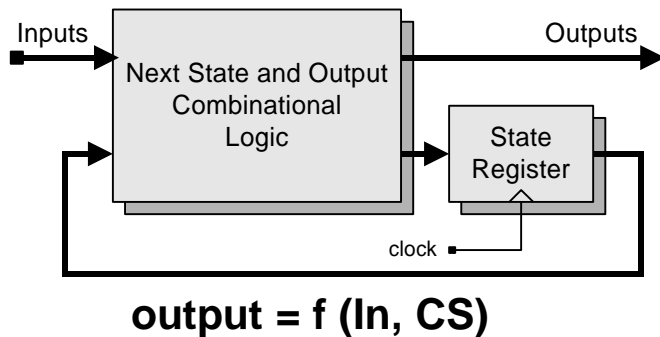 Inputs
Outputs
Next State and Output
Combinational
Logic
State
Register
clock
output = f (In, CS)